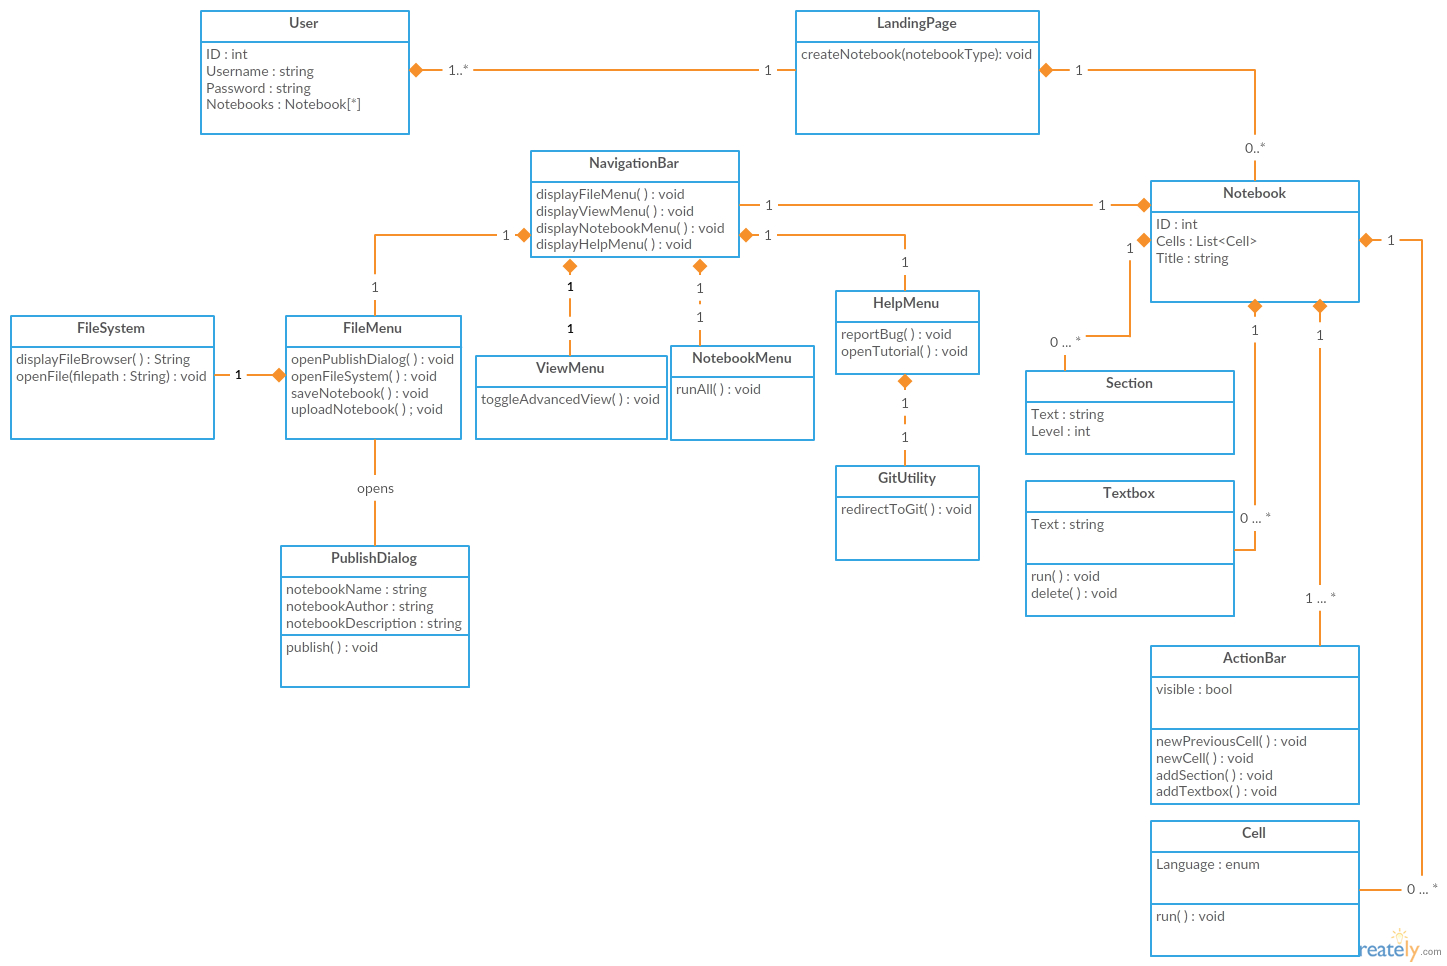 User
ID : int
Username : string
Password : string
Notebooks : Notebook[*]
1..*
1
LandingPage
createNotebook(notebookType): void
1
0..*
NavigationBar
displayFileMenu( ) : void
displayViewMenu( ) : void
displayNotebookMenu( ) : void
displayHelpMenu( ) : void
1
1
Notebook
ID : int
Cells : List<Cell>
Title : string
1
1
1
1
1
1
1
1
1
1
FileSystem
displayFileBrowser( ) : String
openFile(filepath : String) : void
1
FileMenu
openPublishDialog( ) : void
openFileSystem( ) : void
saveNotebook( ) : void
uploadNotebook( ) ; void
ViewMenu
toggleAdvancedView( ) : void
NotebookMenu
runAll( ) : void
HelpMenu
reportBug( ) : void
openTutorial( ) : void
1
1
GitUtility
redirectToGit( ) : void
opens
PublishDialog
notebookName : string
notebookAuthor : string
notebookDescription : string
publish( ) : void
0 ... *
Section
Text : string
Level : int
1
1
Textbox
Text : string
run( ) : void
delete( ) : void
0 ... *
1 ... *
ActionBar
visible : bool
newPreviousCell( ) : void
newCell( ) : void
addSection( ) : void
addTextbox( ) : void
Cell
Language : enum
run( ) : void
0 ... *
reately.com